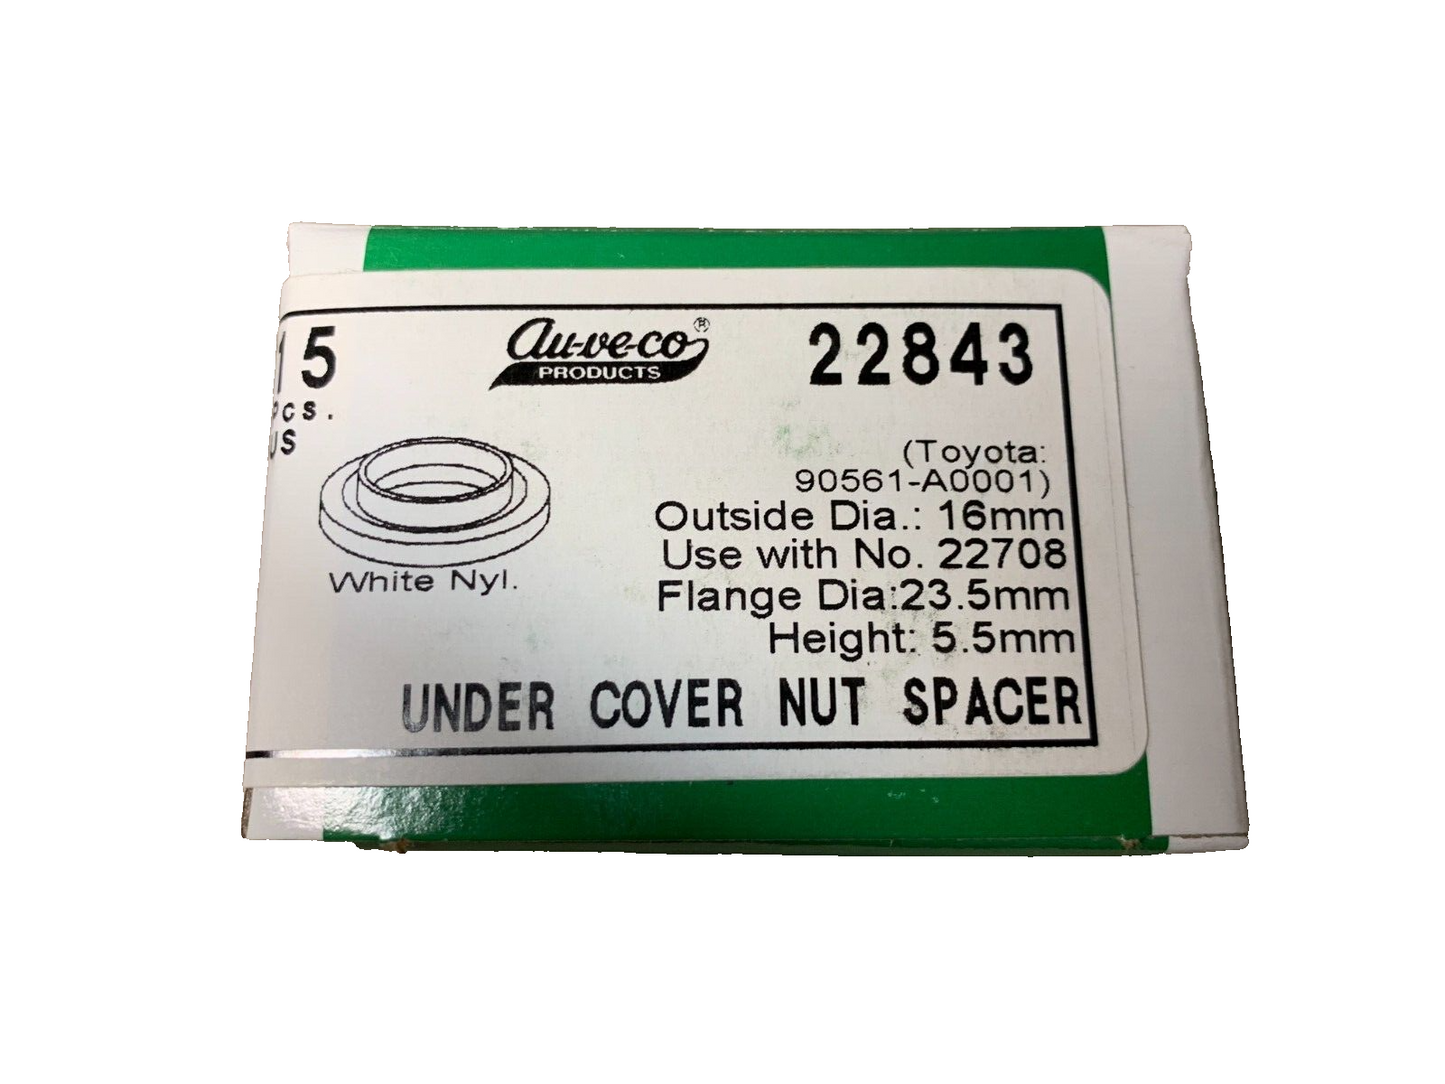 15
au-ve-co®
PRODUCTS
22843
PCS.
US
(Toyota:
90561-A0001)
Outside Dia.: 16mm
Use with No. 22708
Flange Dia:23.5mm
Height: 5.5mm
White Nyl.
UNDER COVER NUT SPACER